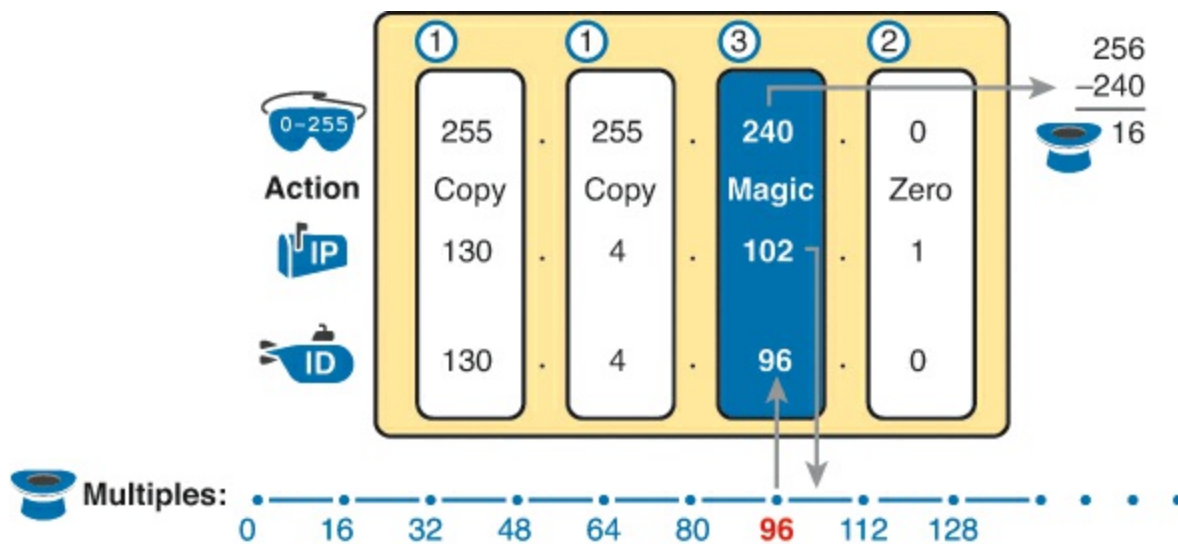 1 1 3 2
256
−240
16
0–255 255 . 255 . 240 . 0
Action Copy Copy Magic Zero
IP 130 . 4 . 102 . 1
ID 130 . 4 . 96 . 0
Multiples:
0 16 32 48 64 80 96 112 128